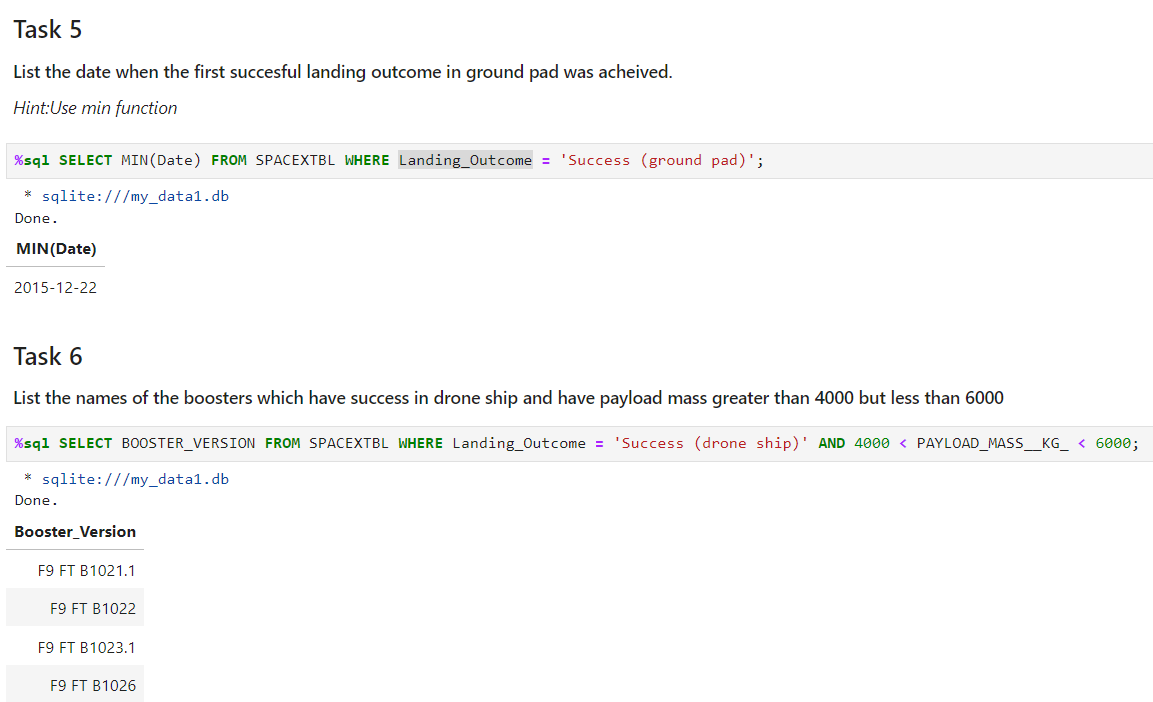 Task 5
List the date when the first succesful landing outcome in ground pad was acheived.
Hint:Use min function
%sql SELECT MIN(Date) FROM SPACEXTBL WHERE Landing_Outcome = 'Success (ground pad)';
* sqlite:///my_data1.db
Done.
MIN(Date)
2015-12-22
Task 6
List the names of the boosters which have success in drone ship and have payload mass greater than 4000 but less than 6000
%sql SELECT BOOSTER_VERSION FROM SPACEXTBL WHERE Landing_Outcome = 'Success (drone ship)' AND 4000 < PAYLOAD_MASS__KG_ < 6000;
* sqlite:///my_data1.db
Done.
Booster_Version
F9 FT B1021.1
F9 FT B1022
F9 FT B1023.1
F9 FT B1026